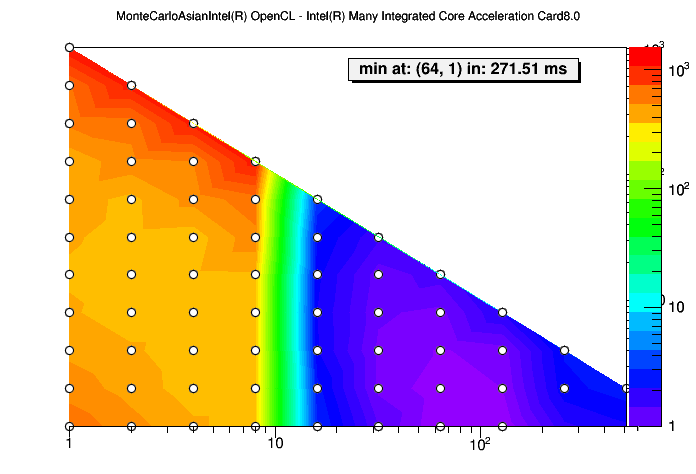 MonteCarloAsianIntel(R) OpenCL - Intel(R) Many Integrated Core Acceleration Card8.0
min at: (64, 1) in: 271.51 ms
10³
10²
10
1
1 10 10²